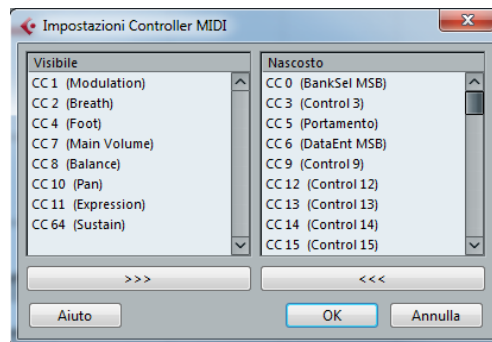 Impostazioni Controller MIDI
Visibile
CC 1 (Modulation)
CC 2 (Breath)
CC 4 (Foot)
CC 7 (Main Volume)
CC 8 (Balance)
CC 10 (Pan)
CC 11 (Expression)
CC 64 (Sustain)
>>>
Nascosto
CC 0 (BankSel MSB)
CC 3 (Control 3)
CC 5 (Portamento)
CC 6 (DataEnt MSB)
CC 9 (Control 9)
CC 12 (Control 12)
CC 13 (Control 13)
CC 14 (Control 14)
CC 15 (Control 15)
<<<
Aiuto
OK
Annulla